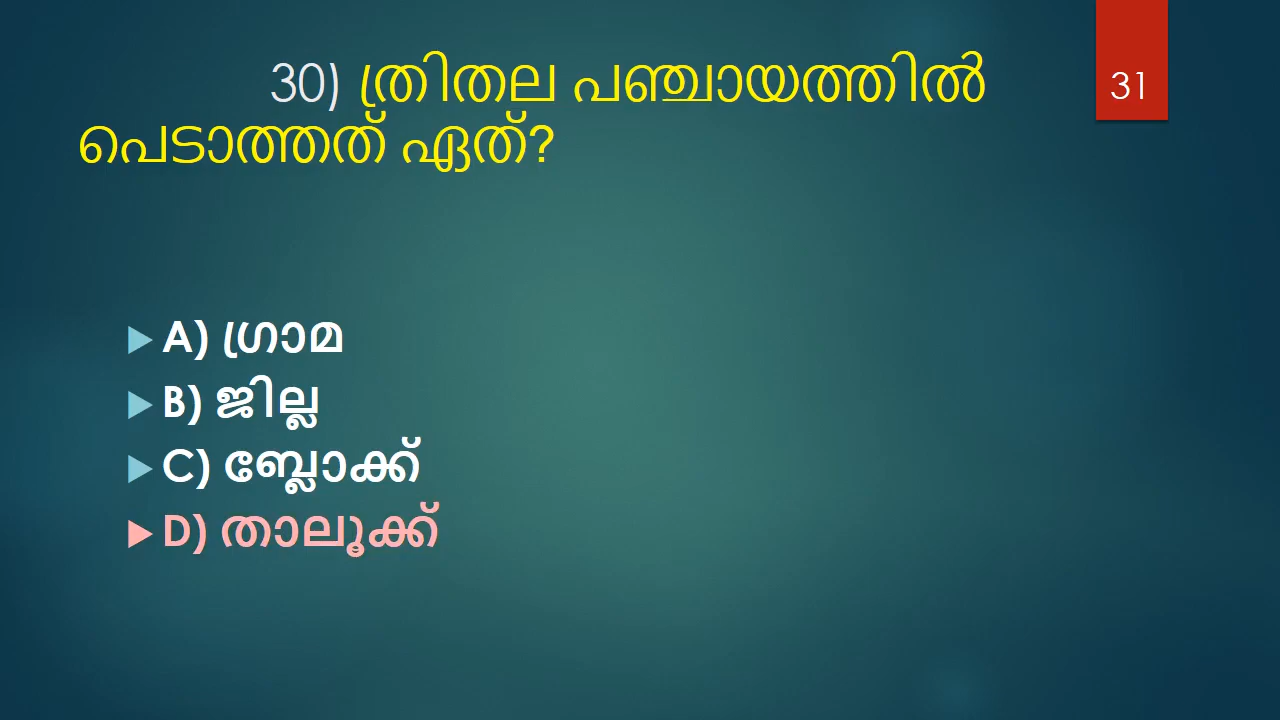 30) ത്രിതല പഞ്ചായത്തിൽ
31
പെടാത്തത് ഏത്?
A) ഗ്രാമ
B) ജില്ല
C) ബ്ലോക്ക്
D) താലൂക്ക്